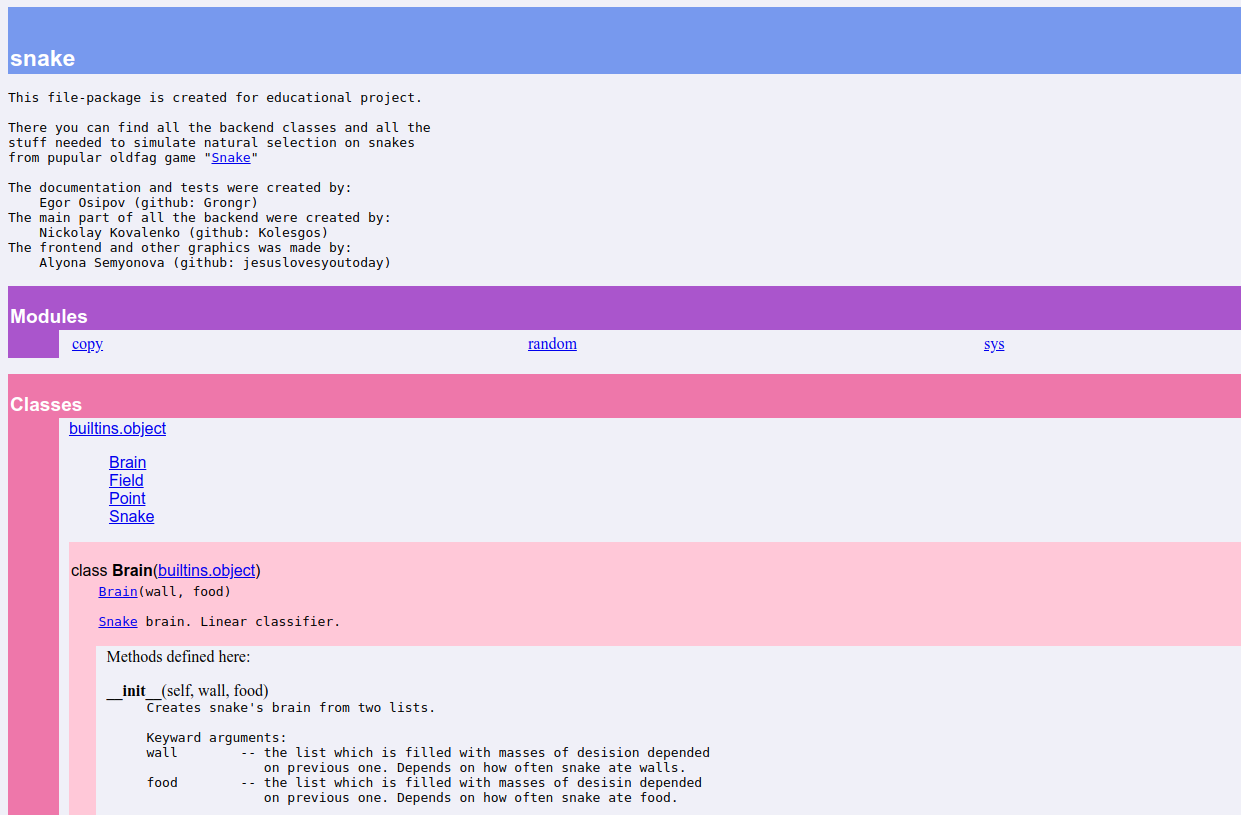 snake
This file-package is created for educational project.
There you can find all the backend classes and all the
stuff needed to simulate natural selection on snakes
from pupular oldfag game "Snake"
The documentation and tests were created by:
Egor Osipov (github: Grongr)
The main part of all the backend were created by:
Nickolay Kovalenko (github: Kolesgos)
The frontend and other graphics was made by:
Alyona Semyonova (github: jesuslovesyoutoday)
Modules
copy random sys
Classes
builtins.object
Brain
Field
Point
Snake
class Brain(builtins.object)
Brain(wall, food)
Snake brain. Linear classifier.
Methods defined here:
__init__(self, wall, food)
Creates snake's brain from two lists.
Keyward arguments:
wall -- the list which is filled with masses of desision depended
on previous one. Depends on how often snake ate walls.
food -- the list which is filled with masses of desisin depended
on previous one. Depends on how often snake ate food.